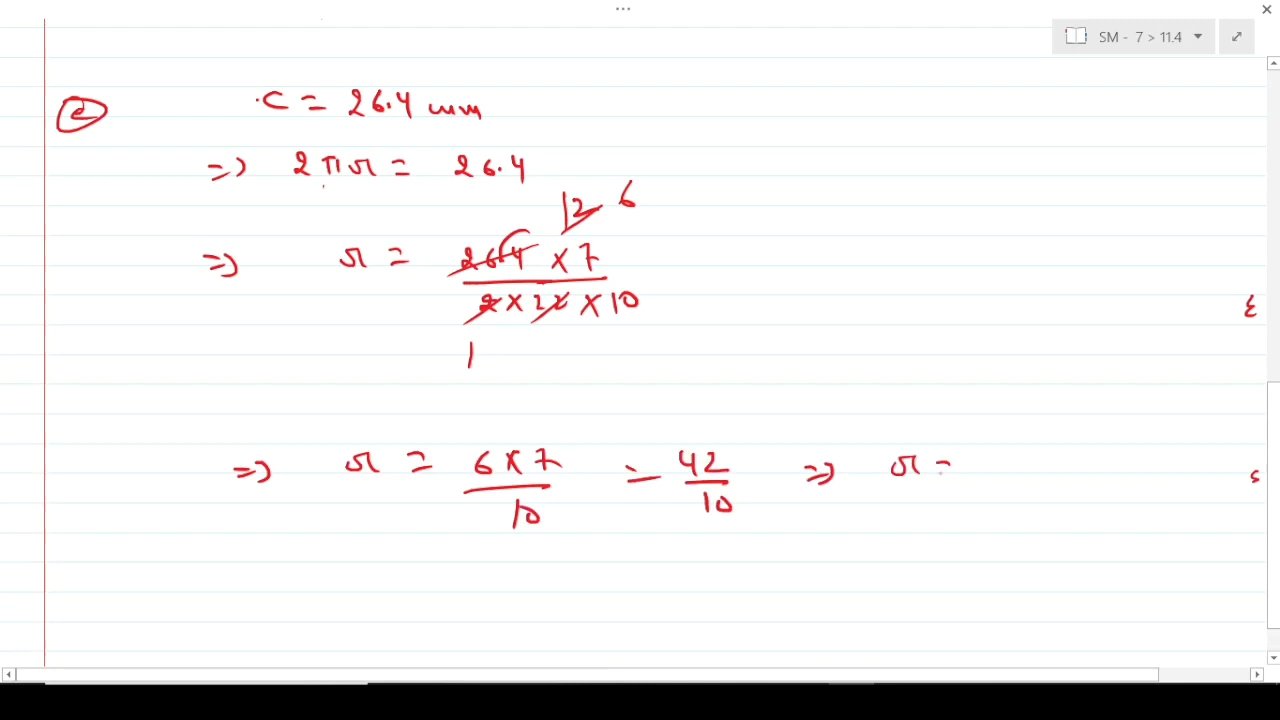 SM - 7 > 11.4
e C = 26.4 mm
=> 2πr = 26.4
12 6
=> r = 26.4 × 7
2 × 22 × 10
1
=> r = 6 × 7 = 42 => r =
10 10